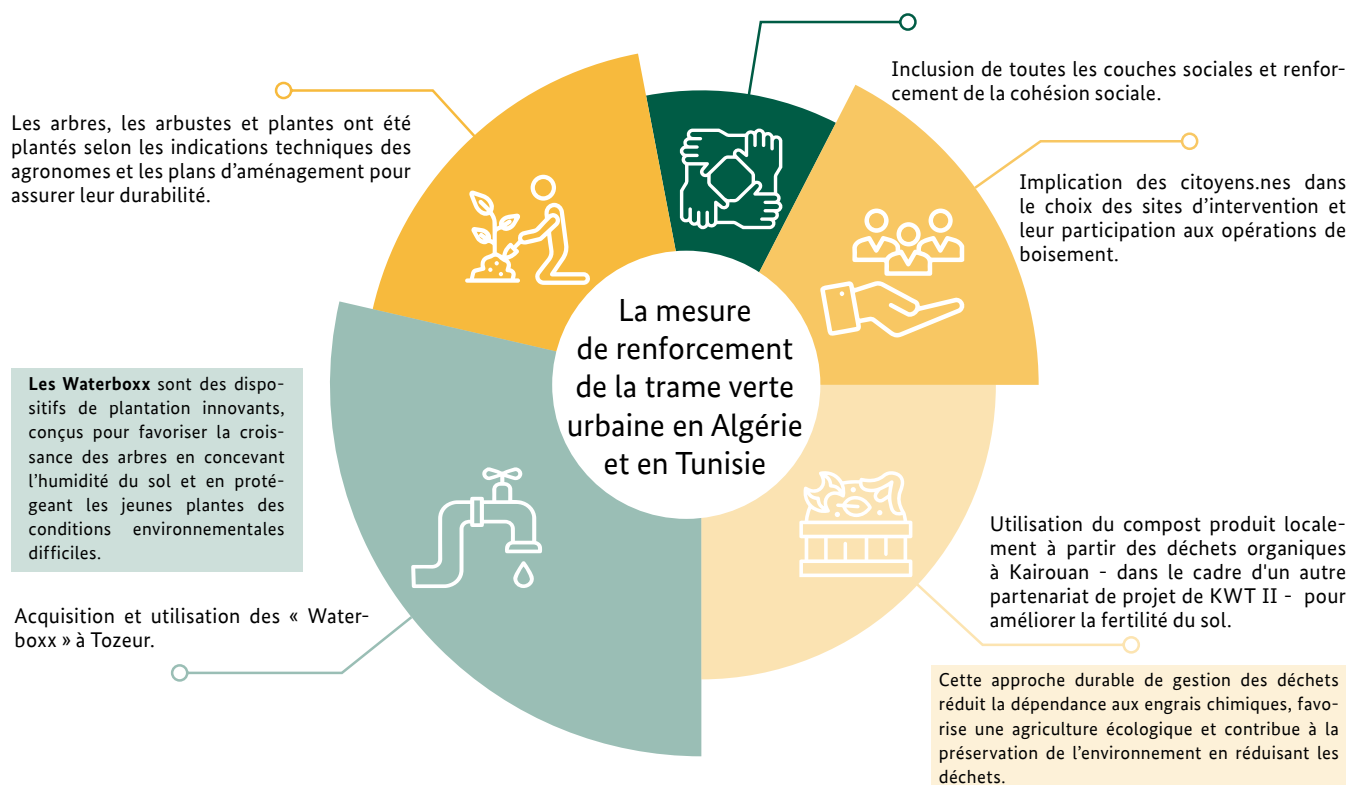 Inclusion de toutes les couches sociales et renfor-
cement de la cohésion sociale.
Les arbres, les arbustes et plantes ont été
plantés selon les indications techniques des
agronomes et les plans d’aménagement pour
assurer leur durabilité.
Implication des citoyens.nes dans
le choix des sites d’intervention et
leur participation aux opérations de
boisement.
La mesure
de renforcement
de la trame verte
urbaine en Algérie
et en Tunisie
Les Waterboxx sont des dispo-
sitifs de plantation innovants,
conçus pour favoriser la crois-
sance des arbres en concevant
l’humidité du sol et en proté-
geant les jeunes plantes des
conditions environnementales
difficiles.
Acquisition et utilisation des « Water-
boxx » à Tozeur.
Utilisation du compost produit locale-
ment à partir des déchets organiques
à Kairouan - dans le cadre d'un autre
partenariat de projet de KWT II - pour
améliorer la fertilité du sol.
Cette approche durable de gestion des déchets
réduit la dépendance aux engrais chimiques, favo-
rise une agriculture écologique et contribue à la
préservation de l’environnement en réduisant les
déchets.